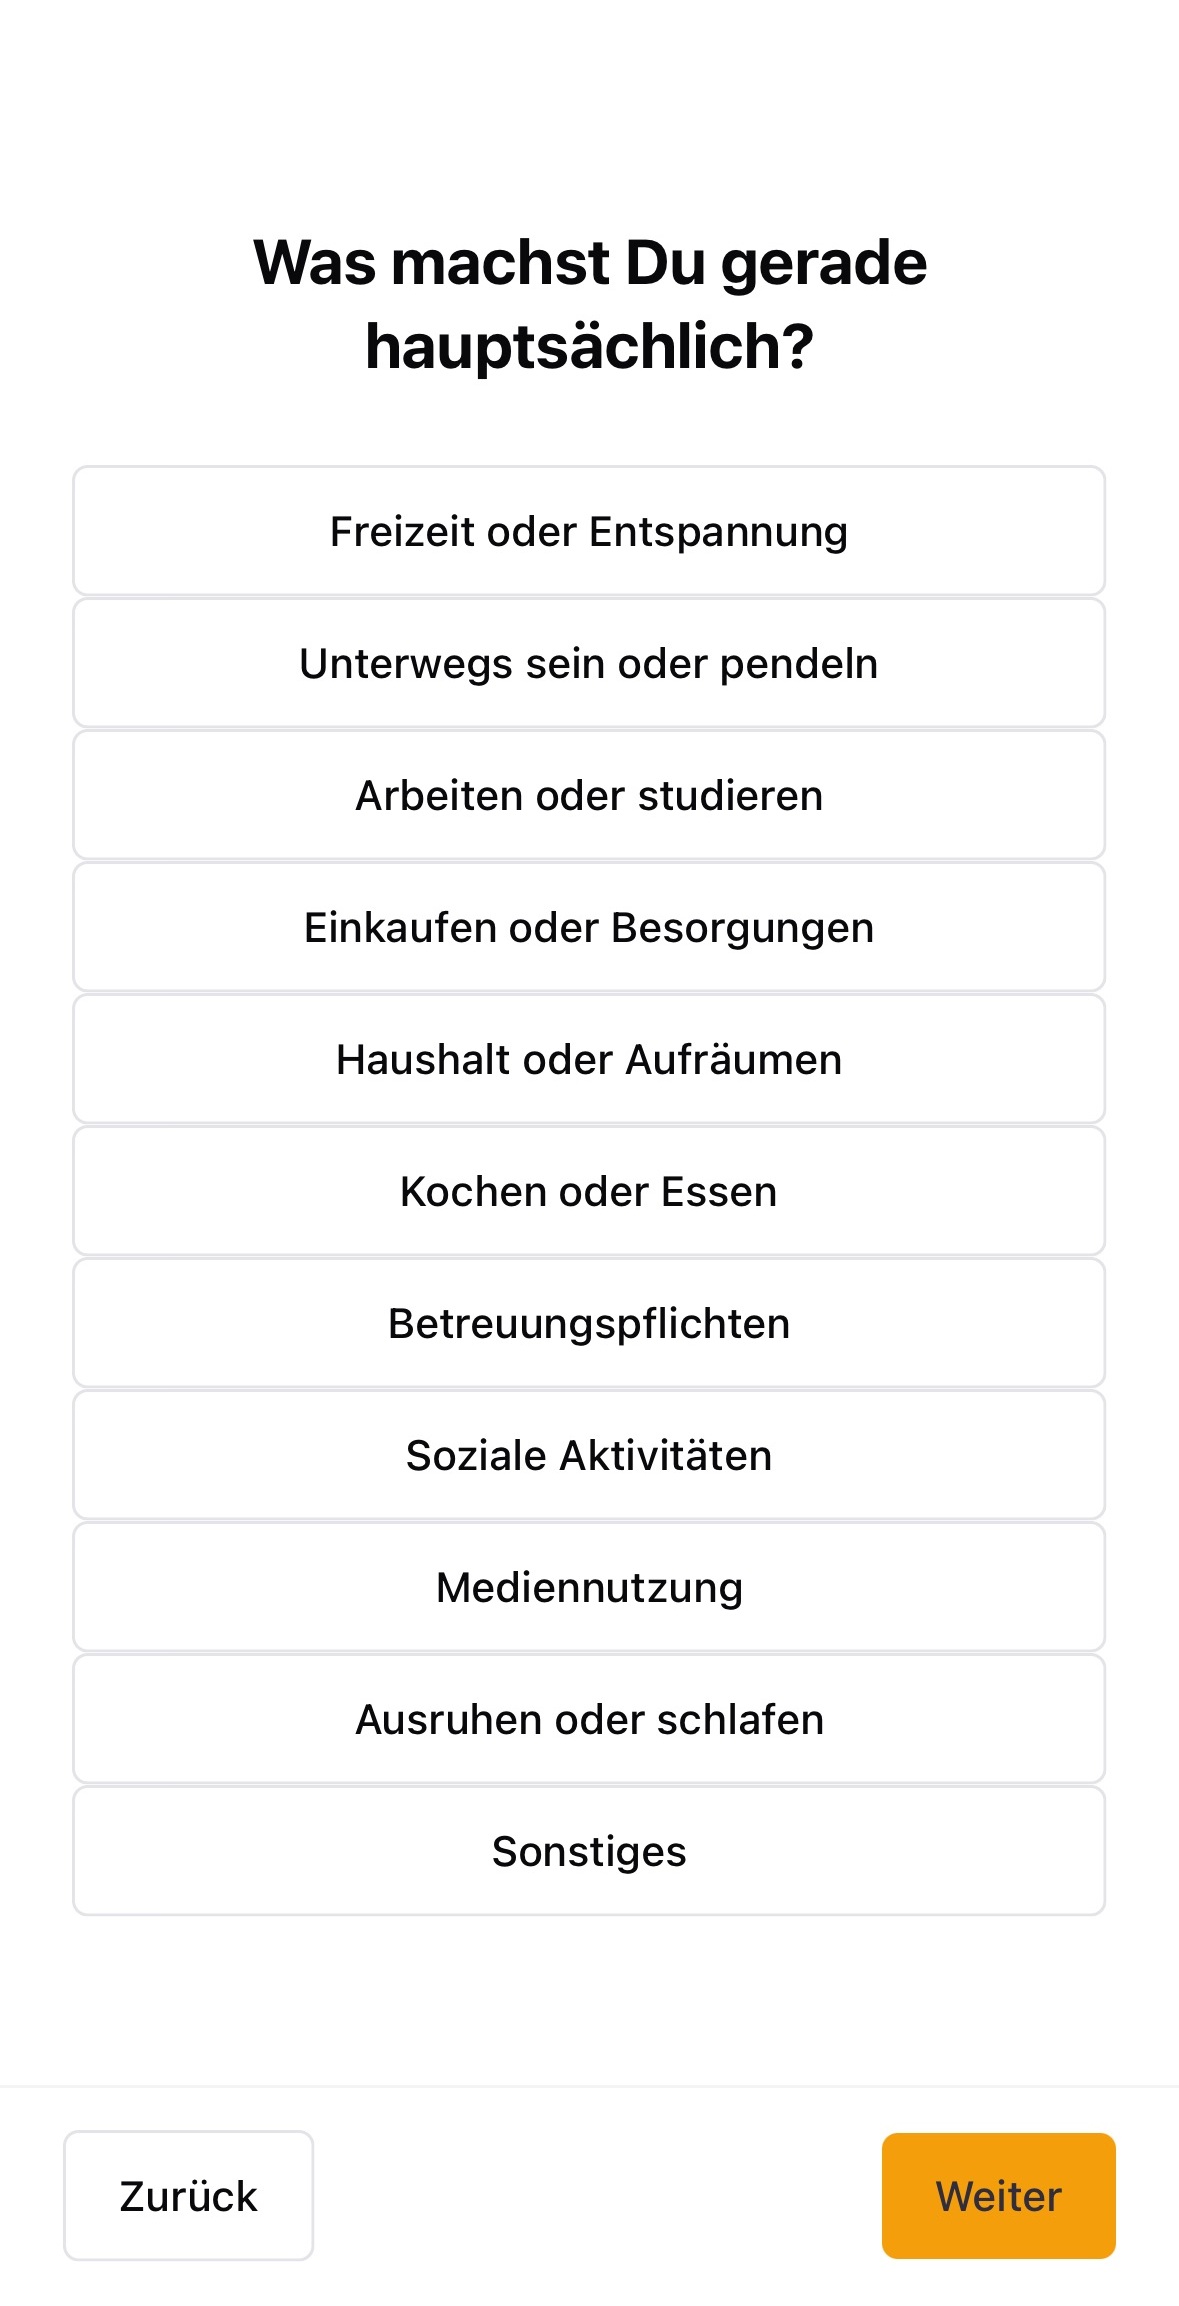 Was machst Du gerade
hauptsächlich?
Freizeit oder Entspannung
Unterwegs sein oder pendeln
Arbeiten oder studieren
Einkaufen oder Besorgungen
Haushalt oder Aufräumen
Kochen oder Essen
Betreuungspflichten
Soziale Aktivitäten
Mediennutzung
Ausruhen oder schlafen
Sonstiges
Zurück
Weiter